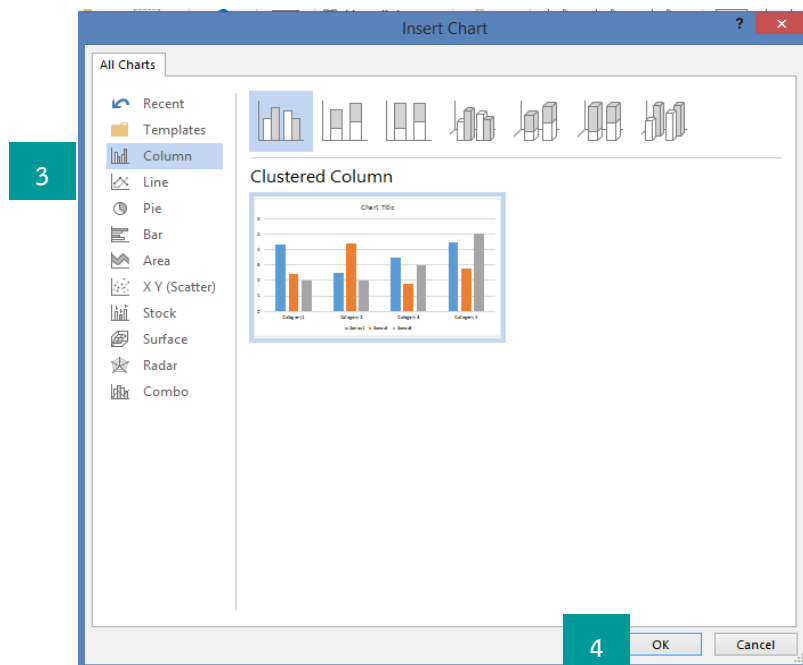 Insert Chart
?
All Charts
Recent
Templates
3
Column
Line
Pie
Bar
Area
X Y (Scatter)
Stock
Surface
Radar
Combo
Clustered Column
Chart Title
4
OK
Cancel